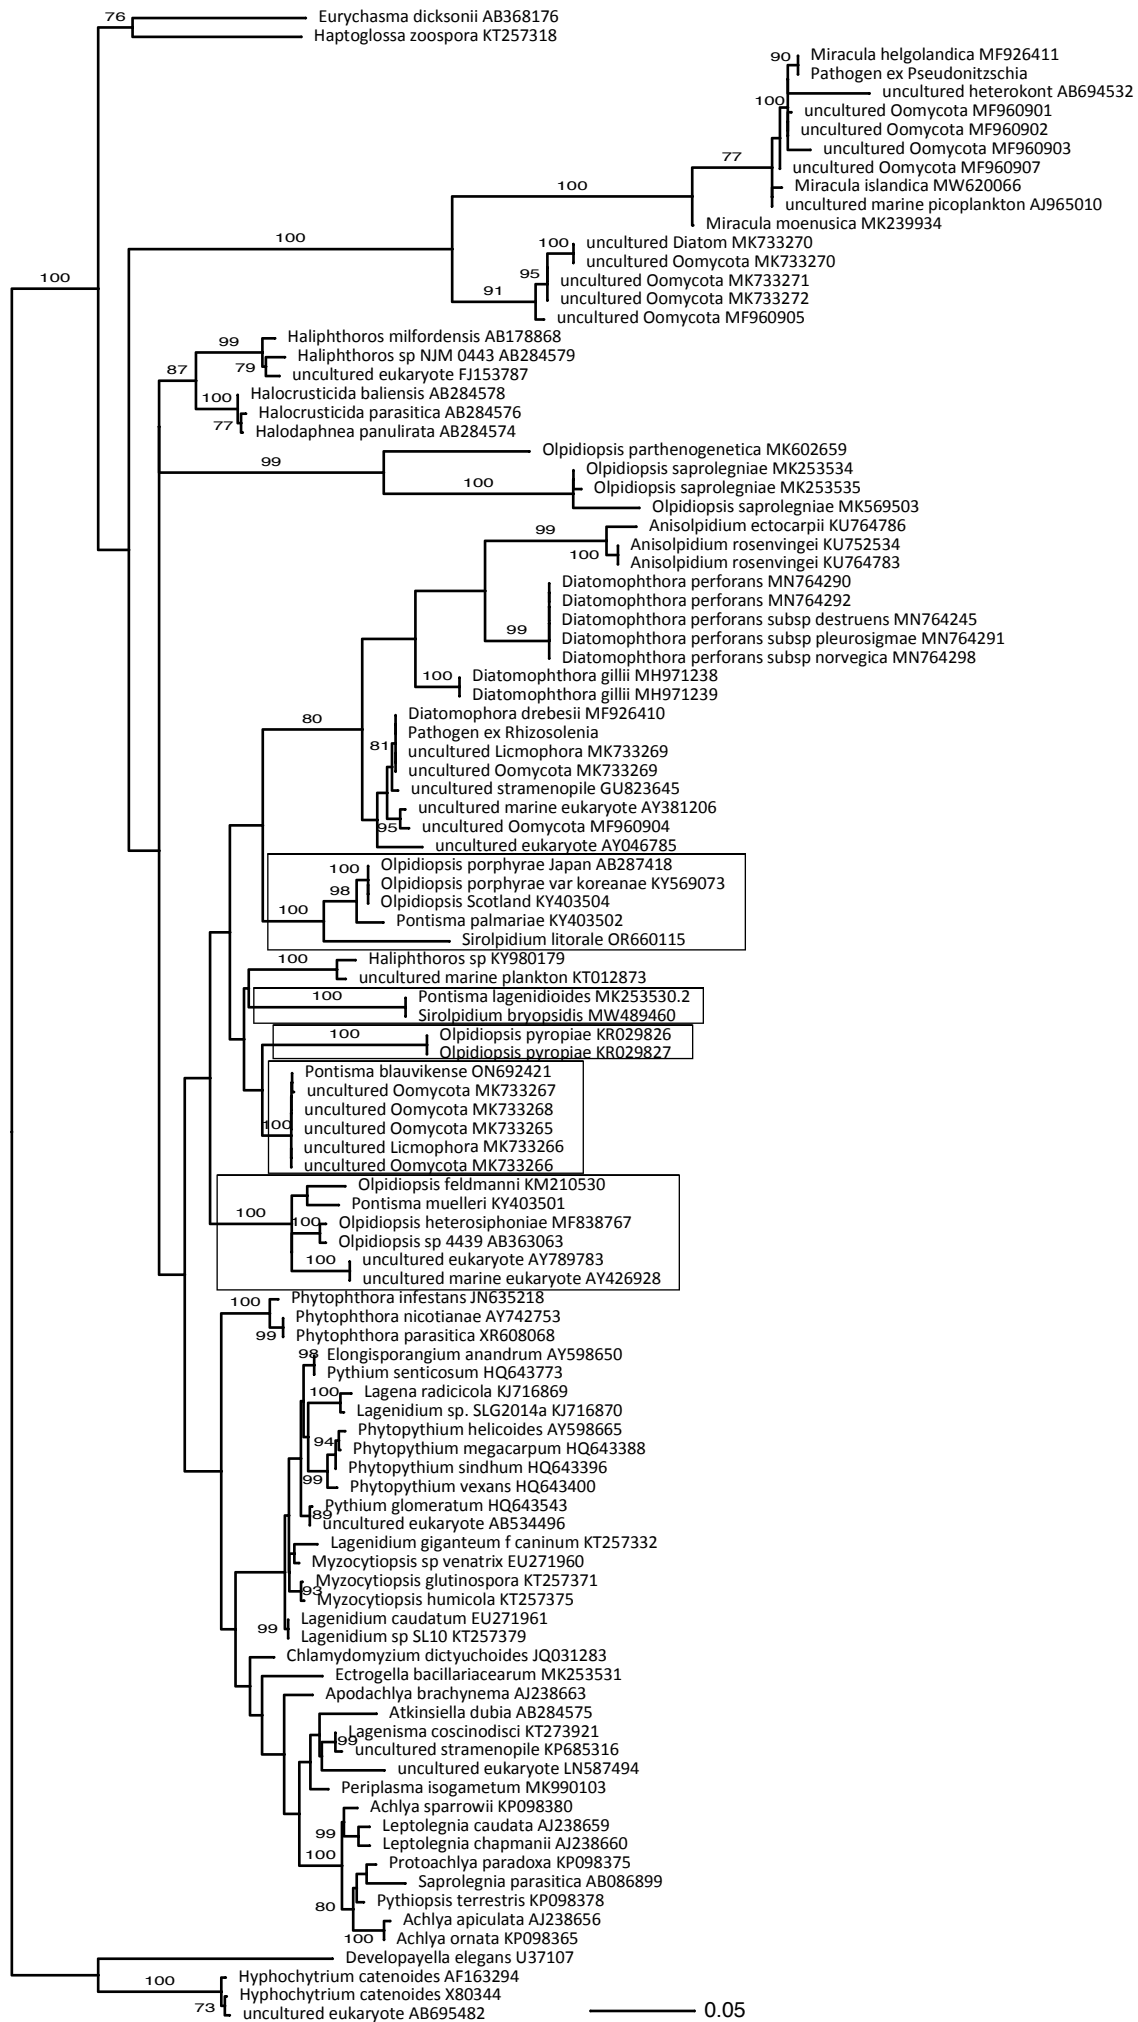 76
Eurychasma dicksonii AB368176
Haptoglossa zoospora KT257318
90
Miracula helgolandica MF926411
Pathogen ex Pseudonitzschia
uncultured heterokont AB694532
100
uncultured Oomycota MF960901
uncultured Oomycota MF960902
uncultured Oomycota MF960903
77
uncultured Oomycota MF960907
Miracula islandica MW620066
100
uncultured marine picoplankton AJ965010
Miracula moenusica MK239934
100
100
uncultured Diatom MK733270
uncultured Oomycota MK733270
95
uncultured Oomycota MK733271
100
91
uncultured Oomycota MK733272
uncultured Oomycota MF960905
99
Haliphthoros milfordensis AB178868
Haliphthoros sp NJM 0443 AB284579
87
79
uncultured eukaryote FJ153787
100
Halocrusticida baliensis AB284578
Halocrusticida parasitica AB284576
77
Halodaphnea panulirata AB284574
Olpidiopsis parthenogenetica MK602659
99
Olpidiopsis saprolegniae MK253534
100
Olpidiopsis saprolegniae MK253535
Olpidiopsis saprolegniae MK569503
99
Anisolpidium ectocarpii KU764786
Anisolpidium rosenvingei KU752534
100
Anisolpidium rosenvingei KU764783
Diatomophthora perforans MN764290
Diatomophthora perforans MN764292
Diatomophthora perforans subsp destruens MN764245
99
Diatomophthora perforans subsp pleurosigmae MN764291
Diatomophthora perforans subsp norvegica MN764298
100
Diatomophthora gillii MH971238
Diatomophthora gillii MH971239
80
Diatomophora drebesii MF926410
Pathogen ex Rhizosolenia
81
uncultured Licmophora MK733269
uncultured Oomycota MK733269
uncultured stramenopile GU823645
uncultured marine eukaryote AY381206
95
uncultured Oomycota MF960904
uncultured eukaryote AY046785
100
Olpidiopsis porphyrae Japan AB287418
98
Olpidiopsis porphyrae var koreanae KY569073
100
Olpidiopsis Scotland KY403504
Pontisma palmariae KY403502
Sirolpidium litorale OR660115
100
Haliphthoros sp KY980179
uncultured marine plankton KT012873
100
Pontisma lagenidioides MK253530.2
Sirolpidium bryopsidis MW489460
100
Olpidiopsis pyropiae KR029826
Olpidiopsis pyropiae KR029827
Pontisma blauvikense ON692421
uncultured Oomycota MK733267
uncultured Oomycota MK733268
100
uncultured Oomycota MK733265
uncultured Licmophora MK733266
uncultured Oomycota MK733266
Olpidiopsis feldmanni KM210530
Pontisma muelleri KY403501
100
100
Olpidiopsis heterosiphoniae MF838767
Olpidiopsis sp 4439 AB363063
100
uncultured eukaryote AY789783
uncultured marine eukaryote AY426928
100
Phytophthora infestans JN635218
Phytophthora nicotianae AY742753
99
Phytophthora parasitica XR608068
98
Elongisporangium anandrum AY598650
Pythium senticosum HQ643773
100
Lagena radicicola KJ716869
Lagenidium sp. SLG2014a KJ716870
Phytopythium helicoides AY598665
94
Phytopythium megacarpum HQ643388
Phytopythium sindhum HQ643396
99
Phytopythium vexans HQ643400
Pythium glomeratum HQ643543
89
uncultured eukaryote AB534496
Lagenidium giganteum f caninum KT257332
Myzocytiopsis sp venatrix EU271960
Myzocytiopsis glutinospora KT257371
93
Myzocytiopsis humicola KT257375
Lagenidium caudatum EU271961
99
Lagenidium sp SL10 KT257379
Chlamydomyzium dictyuchoides JQ031283
Ectrogella bacillariacearum MK253531
Apodachlya brachynema AJ238663
Atkinsiella dubia AB284575
Lagenisma coscinodisci KT273921
99
uncultured stramenopile KP685316
uncultured eukaryote LN587494
Periplasma isogametum MK990103
Achlya sparrowii KP098380
Leptolegnia caudata AJ238659
99
Leptolegnia chapmanii AJ238660
100
Protoachlya paradoxa KP098375
Saprolegnia parasitica AB086899
80
Pythiopsis terrestris KP098378
Achlya apiculata AJ238656
100
Achlya ornata KP098365
Developayella elegans U37107
100
Hyphochytrium catenoides AF163294
Hyphochytrium catenoides X80344
73
uncultured eukaryote AB695482
0.05